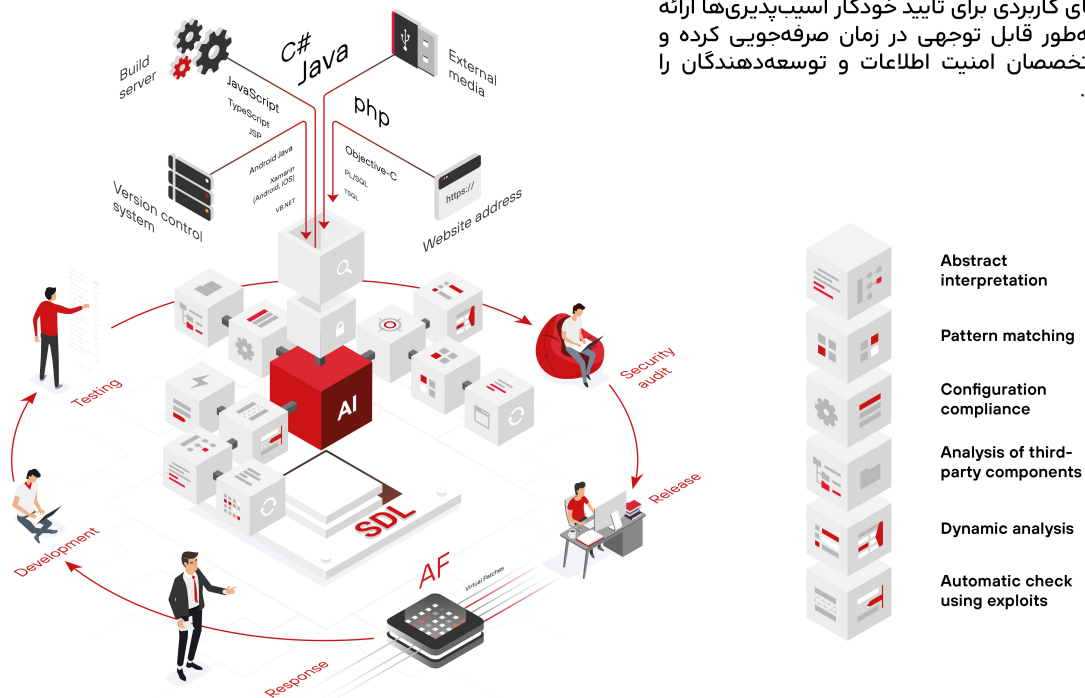 ای کاربردی برای تایید خودکار آسیب‌پذیری‌ها ارائه
ه‌طور قابل توجهی در زمان صرفه‌جویی کرده و
تخصصان امنیت اطلاعات و توسعه‌دهندگان را
.
Build
server
C#
Java
External
media
JavaScript
TypeScript
JSP
php
Android Java
Xamarin
(Android, iOS)
VB.NET
Objective-C
PL/SQL
TSQL
https://
Version control
system
Website address
Testing
Security
audit
AI
SDL
Release
Development
AF
Virtual Patches
Response
Abstract
interpretation
Pattern matching
Configuration
compliance
Analysis of third-
party components
Dynamic analysis
Automatic check
using exploits